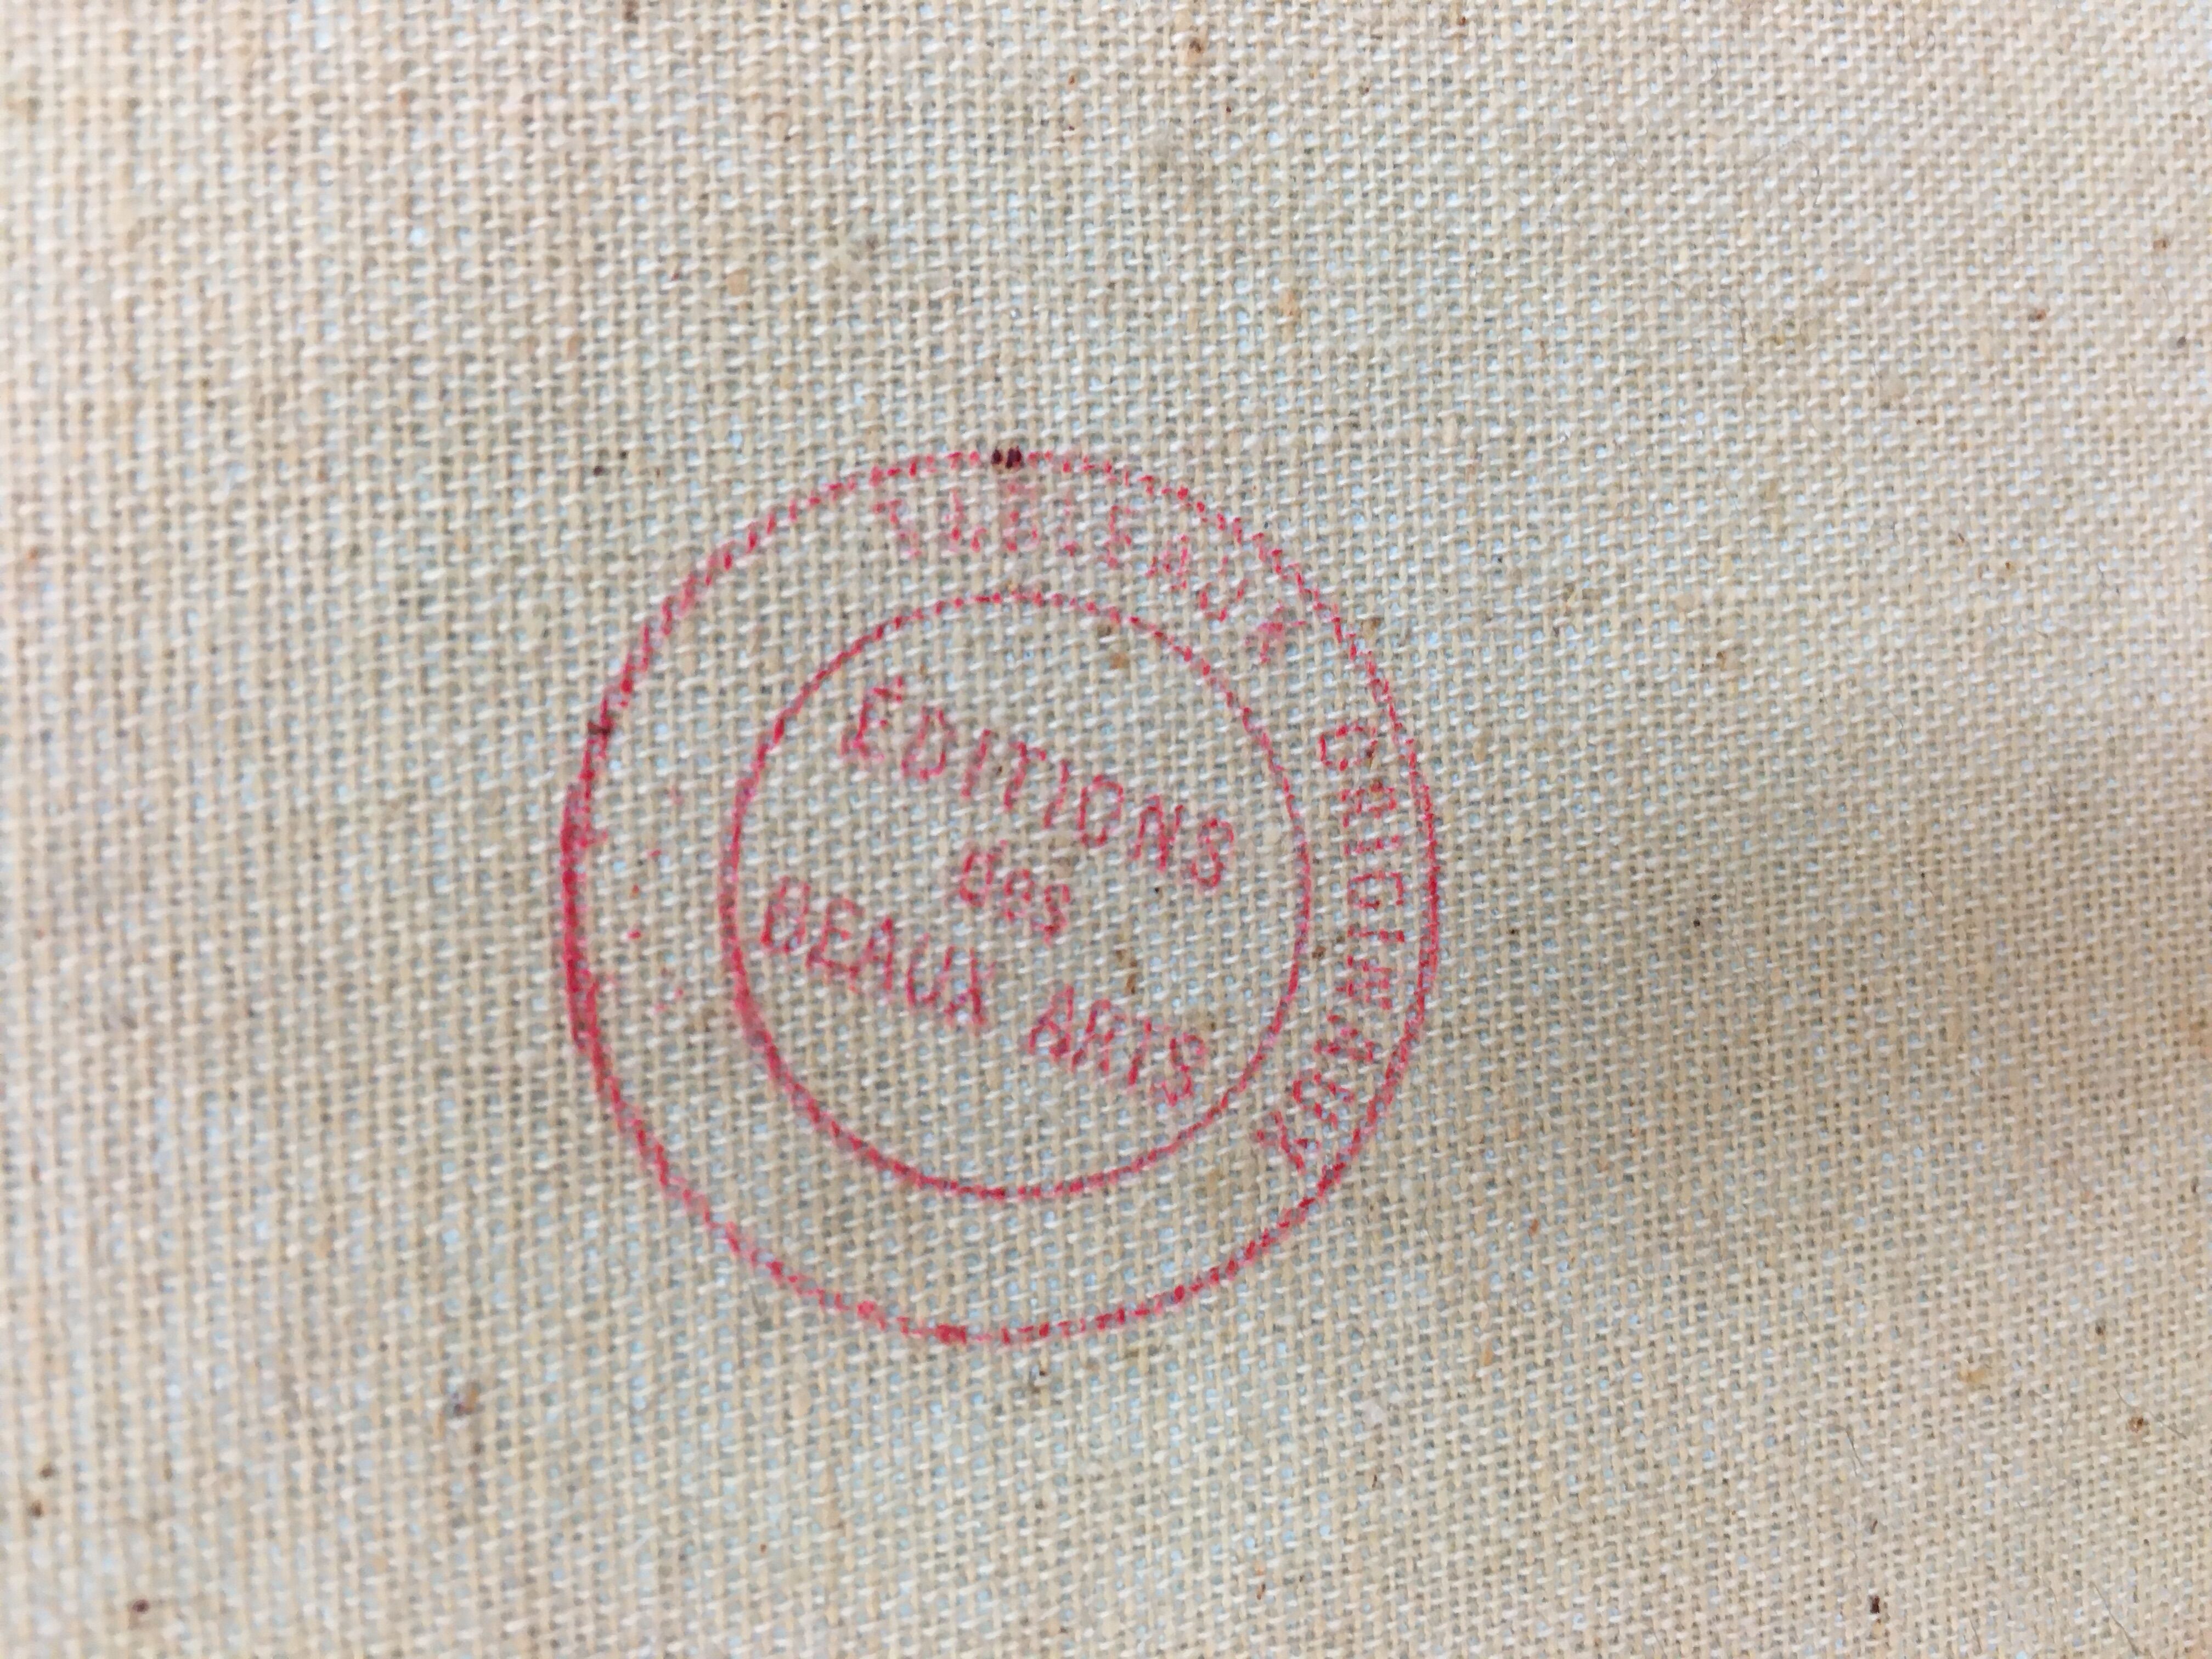 TABLEAUX ORIGINAUX
ÉDITIONS
des
BEAUX ARTS